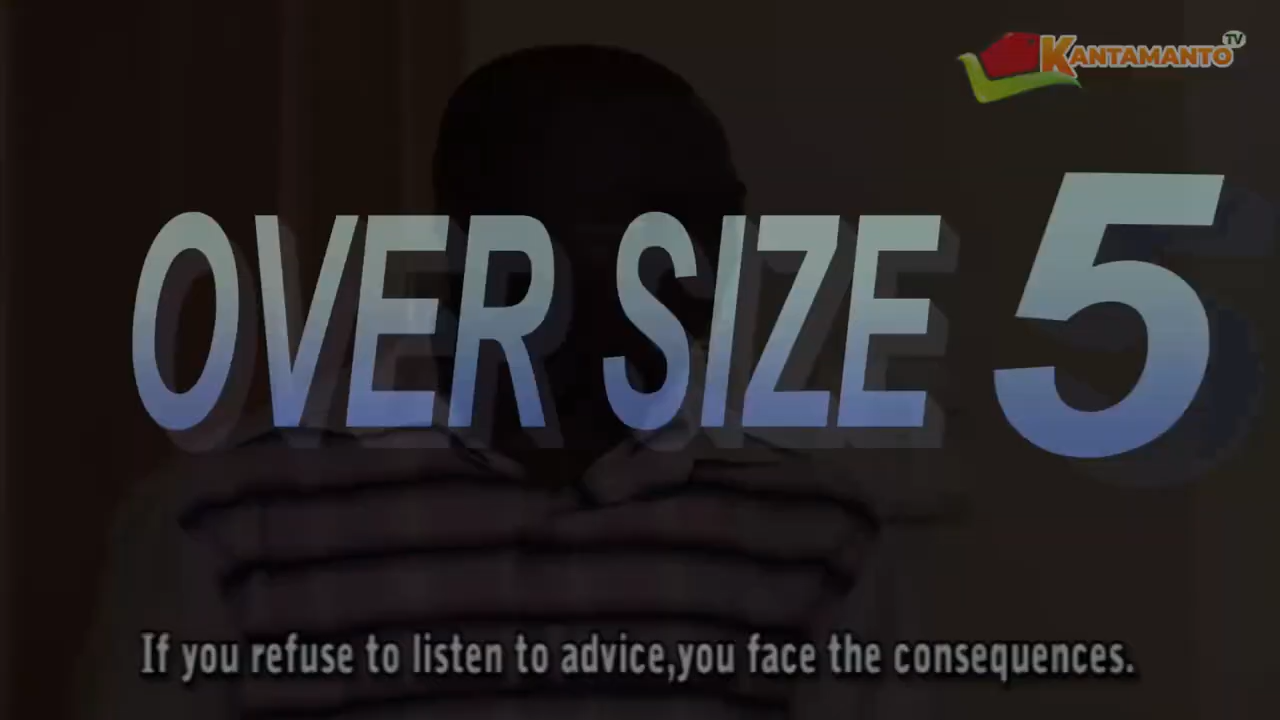 KANTAMANTO TV
OVER SIZE 5
If you refuse to listen to advice,you face the consequences.